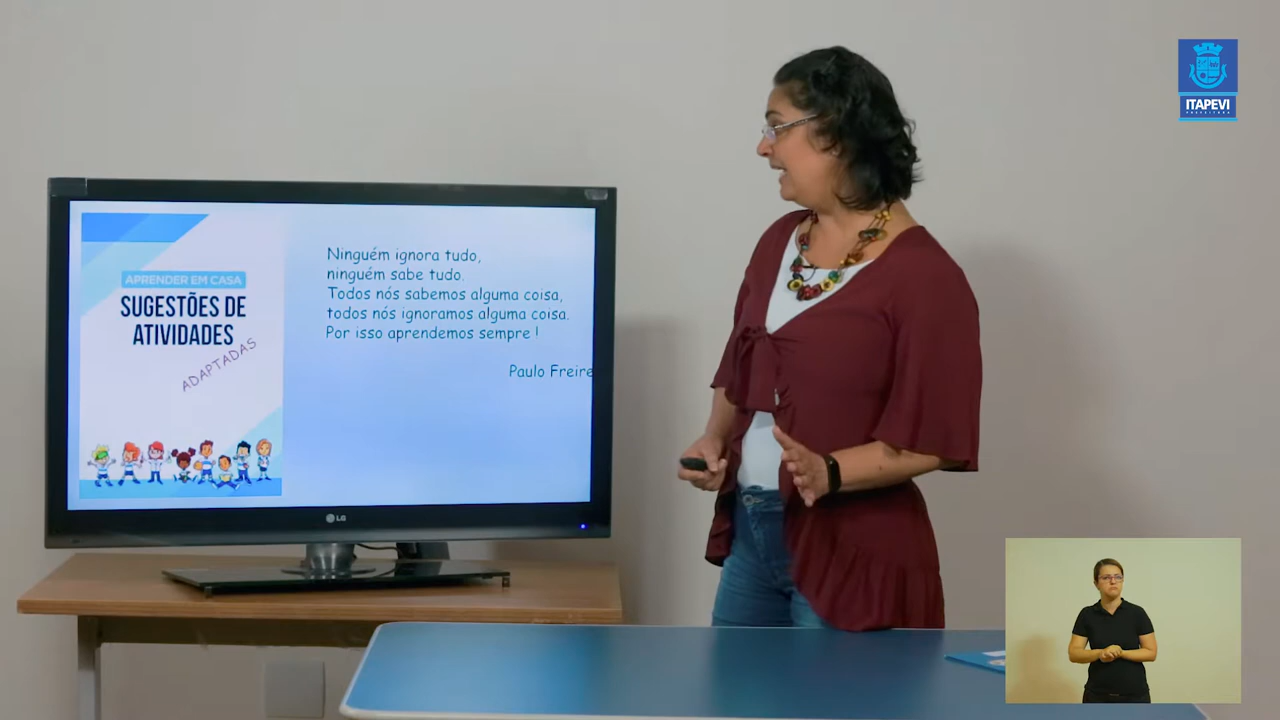 APRENDER EM CASA
SUGESTÕES DE
ATIVIDADES
ADAPTADAS
Ninguém ignora tudo,
ninguém sabe tudo.
Todos nós sabemos alguma coisa,
todos nós ignoramos alguma coisa.
Por isso aprendemos sempre !
Paulo Freire
LG
ITAPEVI
PREFEITURA